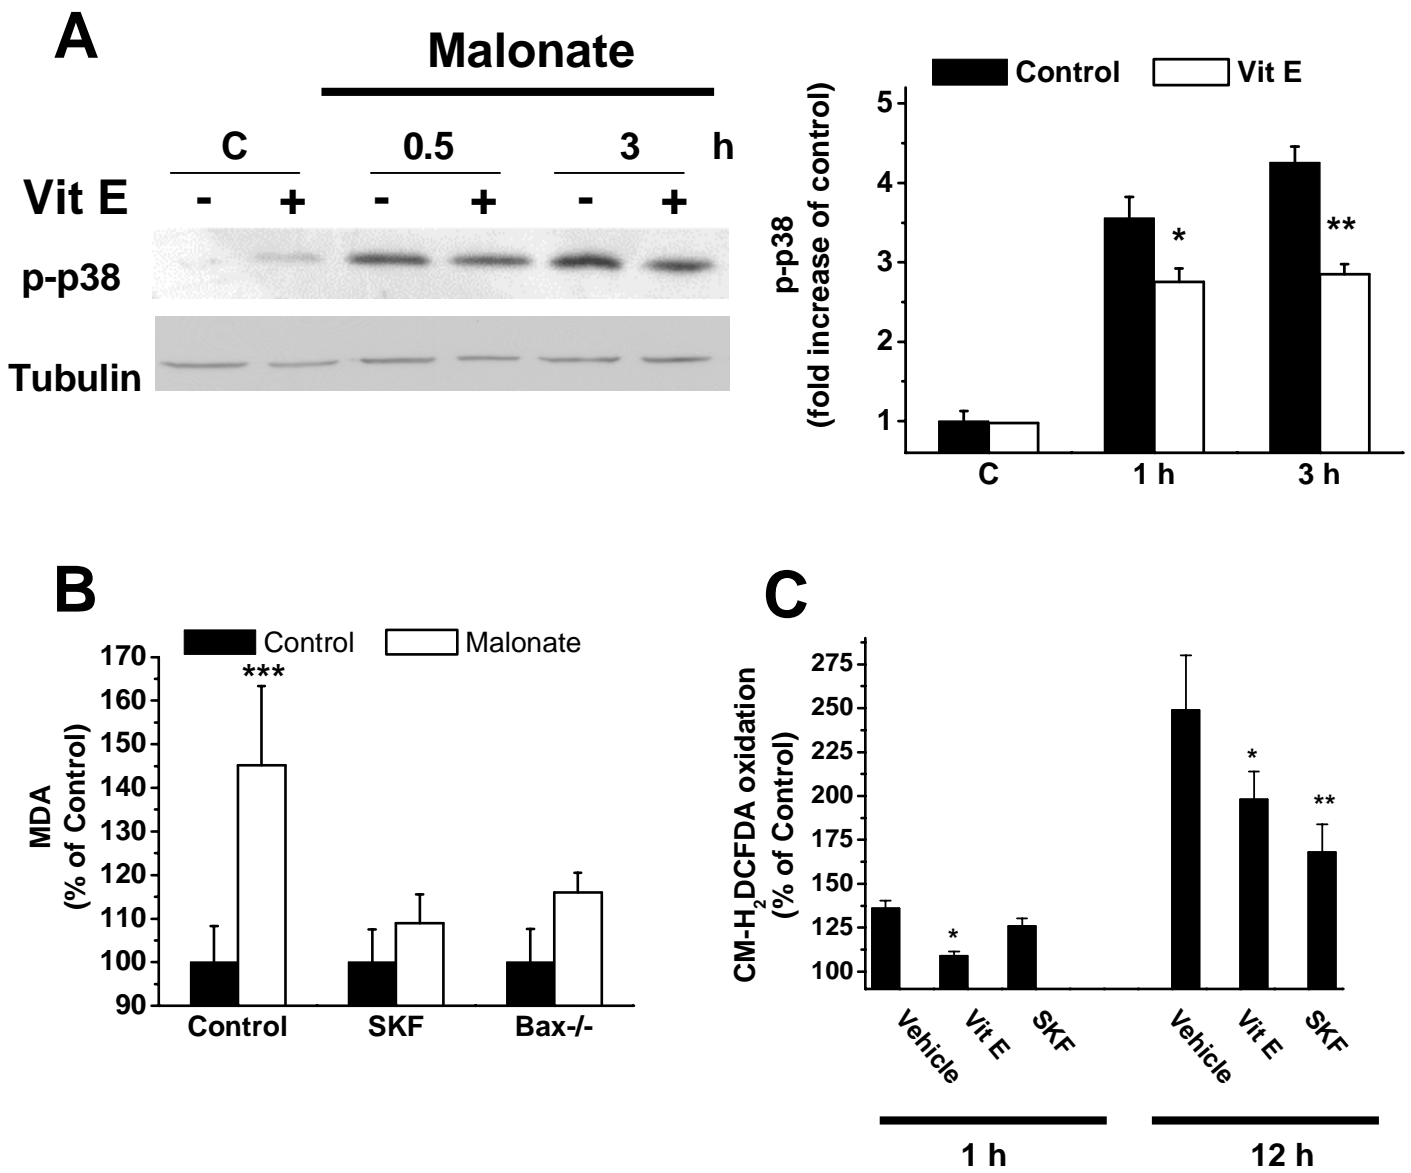 A
Malonate
C 0.5 3 h
Vit E - + - + - +
p-p38
Tubulin
Control Vit E
p-p38
(fold increase of control)
5
4
3
2
1
*
**
C 1 h 3 h
B
Control Malonate
MDA
(% of Control)
170
160
150
140
130
120
110
100
90
***
Control SKF Bax-/-
C
CM-H2DCFDA oxidation
(% of Control)
275
250
225
200
175
150
125
100
*
*
**
Vehicle Vit E SKF Vehicle Vit E SKF
1 h 12 h